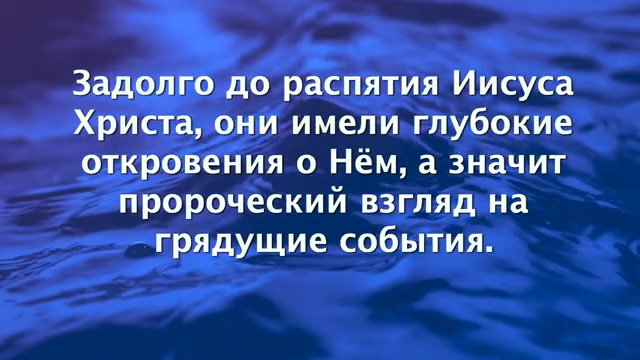 Задолго до распятия Иисуса
Христа, они имели глубокие
откровения о Нём, а значит
пророческий взгляд на
грядущие события.